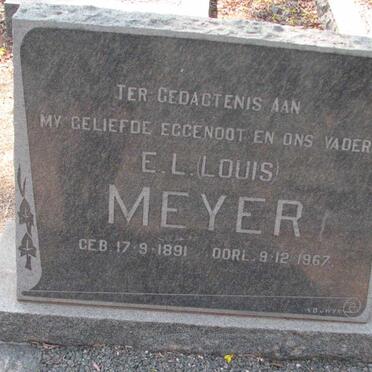 TER GEDAGTENIS AAN
MY GELIEFDE EGGENOOT EN ONS VADER
E.L. (LOUIS)
MEYER
GEB. 17-9-1891 OORL. 9-12-1967